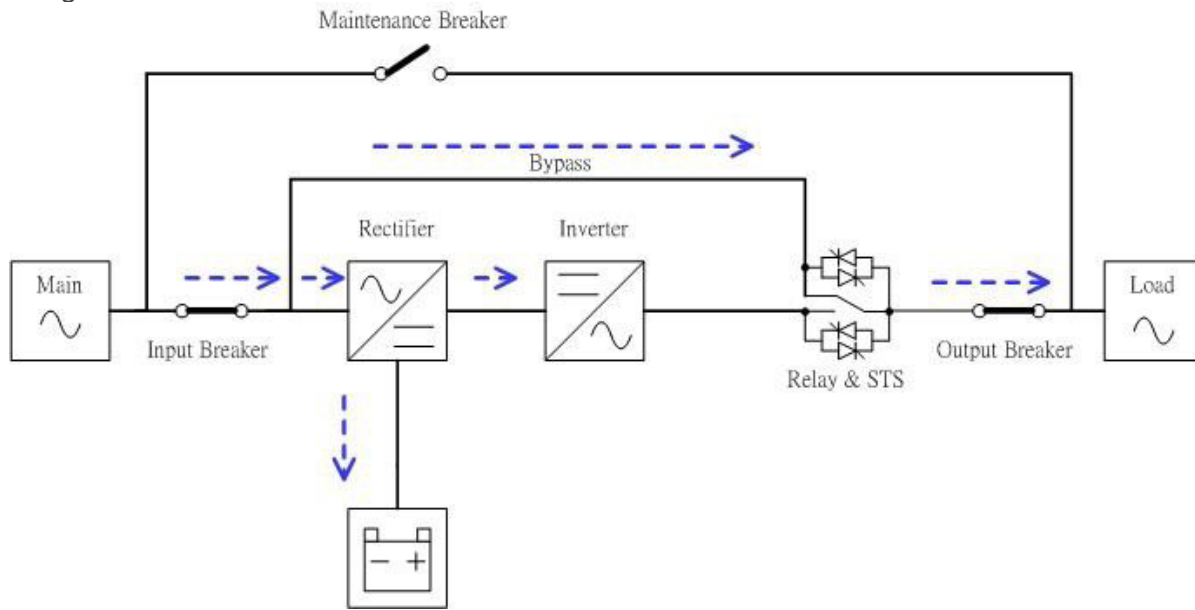 Maintenance Breaker
Bypass
Rectifier
Inverter
Main
Load
Input Breaker
Output Breaker
Relay & STS
- +